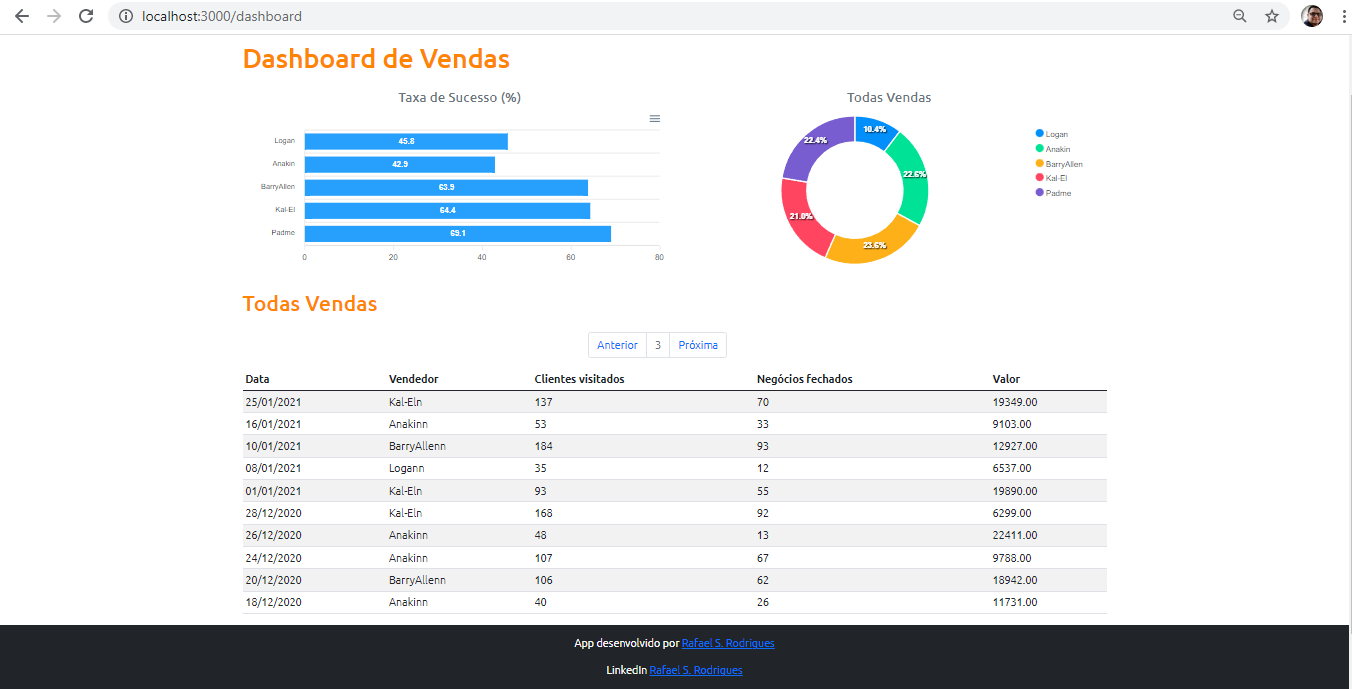 localhost:3000/dashboard
Dashboard de Vendas
Taxa de Sucesso (%)
Logan 45.8
Anakin 42.9
BarryAllen 63.9
Kal-El 64.4
Padme 69.1
0 20 40 60 80
Todas Vendas
10.4%
22.6%
23.6%
21.0%
22.4%
Logan
Anakin
BarryAllen
Kal-El
Padme
Todas Vendas
Anterior 3 Próxima
Data Vendedor Clientes visitados Negócios fechados Valor
25/01/2021 Kal-Eln 137 70 19349.00
16/01/2021 Anakinn 53 33 9103.00
10/01/2021 BarryAllenn 184 93 12927.00
08/01/2021 Logann 35 12 6537.00
01/01/2021 Kal-Eln 93 55 19890.00
28/12/2020 Kal-Eln 168 92 6299.00
26/12/2020 Anakinn 48 13 22411.00
24/12/2020 Anakinn 107 67 9788.00
20/12/2020 BarryAllenn 106 62 18942.00
18/12/2020 Anakinn 40 26 11731.00
App desenvolvido por Rafael S. Rodrigues
LinkedIn Rafael S. Rodrigues